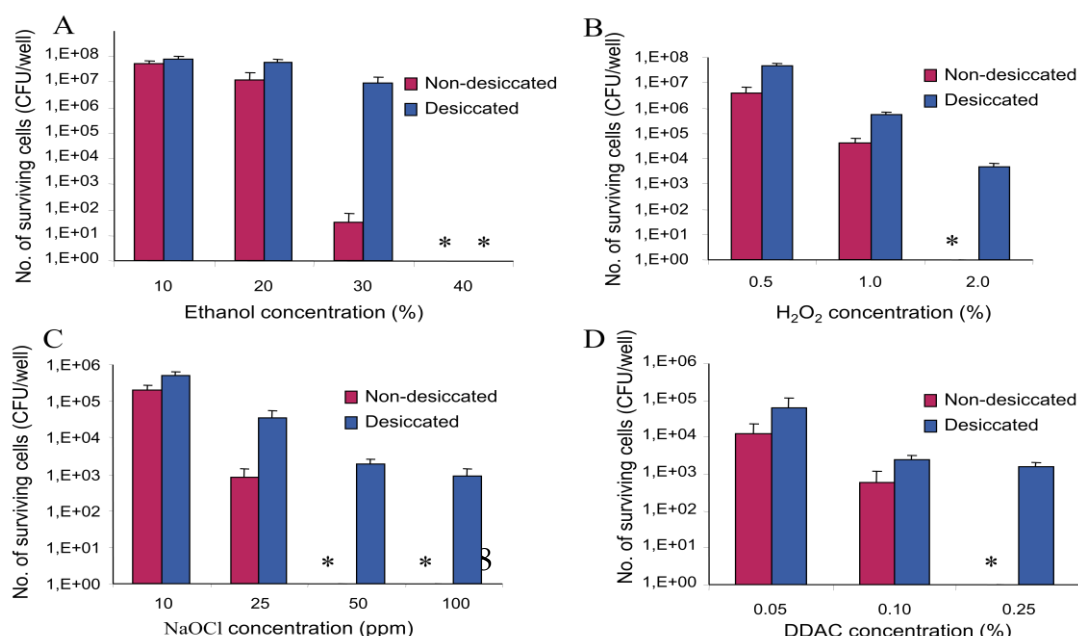 A
No. of surviving cells (CFU/well)
1,E+08
1,E+07
1,E+06
1,E+05
1,E+04
1,E+03
1,E+02
1,E+01
1,E+00
Non-desiccated
Desiccated
* *
10 20 30 40
Ethanol concentration (%)
B
No. of surviving cells (CFU/well)
1,E+08
1,E+07
1,E+06
1,E+05
1,E+04
1,E+03
1,E+02
1,E+01
1,E+00
Non-desiccated
Desiccated
*
0.5 1.0 2.0
H₂O₂ concentration (%)
C
No. of surviving cells (CFU/well)
1,E+06
1,E+05
1,E+04
1,E+03
1,E+02
1,E+01
1,E+00
Non-desiccated
Desiccated
* * 8
10 25 50 100
NaOCl concentration (ppm)
D
No. of surviving cells (CFU/well)
1,E+06
1,E+05
1,E+04
1,E+03
1,E+02
1,E+01
1,E+00
Non-desiccated
Desiccated
*
0.05 0.10 0.25
DDAC concentration (%)